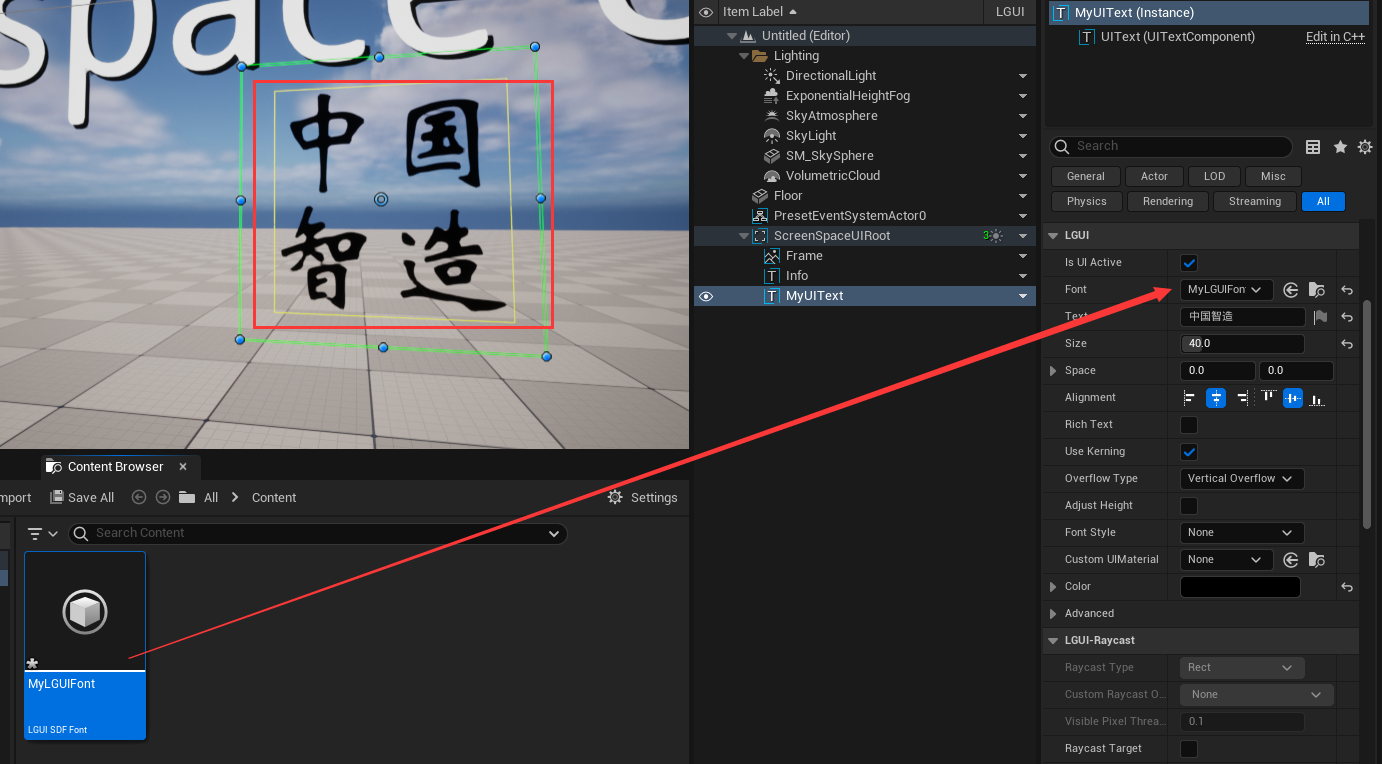 space
中国
智造
Item Label
LGUI
Untitled (Editor)
Lighting
DirectionalLight
ExponentialHeightFog
SkyAtmosphere
SkyLight
SM_SkySphere
VolumetricCloud
Floor
PresetEventSystemActor0
ScreenSpaceUIRoot
3
Frame
Info
MyUIText
Content Browser
Save All
All
Content
Settings
Search Content
MyLGUIFont
LGUI SDF Font
MyUIText (Instance)
UIText (UITextComponent) Edit in C++
Search
General Actor LOD Misc
Physics Rendering Streaming All
LGUI
Is UI Active
Font MyLGUIFon
Text 中国智造
Size 40.0
Space 0.0 0.0
Alignment
Rich Text
Use Kerning
Overflow Type Vertical Overflow
Adjust Height
Font Style None
Custom UIMaterial None
Color
Advanced
LGUI-Raycast
Raycast Type Rect
Custom Raycast O... None
Visible Pixel Threa... 0.1
Raycast Target